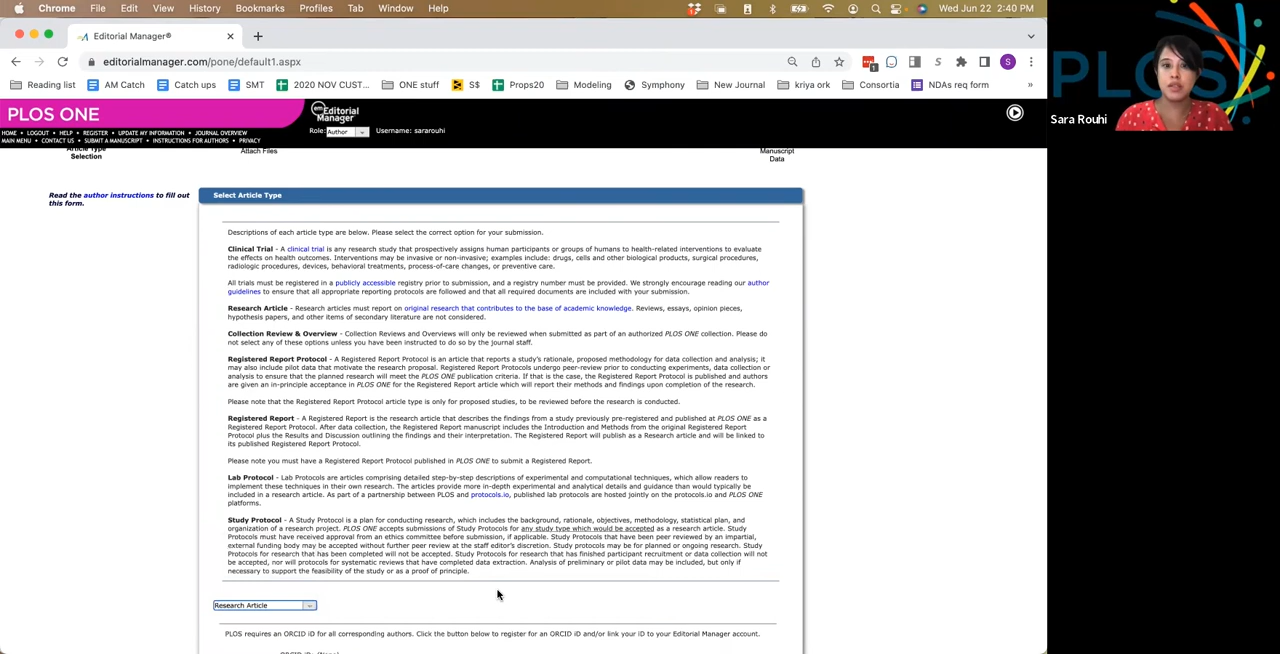 Chrome File Edit View History Bookmarks Profiles Tab Window Help Wed Jun 22 2:40 PM
Editorial Manager®
editorialmanager.com/pone/default1.aspx
Reading list AM Catch Catch ups SMT 2020 NOV CUST... ONE stuff S$ Props20 Modeling Symphony New Journal kriya ork Consortia NDAs req form »
PLOS ONE
em Editorial Manager
Role: Author Username: sararouhi
HOME • LOGOUT • HELP • REGISTER • UPDATE MY INFORMATION • JOURNAL OVERVIEW
MAIN MENU • CONTACT US • SUBMIT A MANUSCRIPT • INSTRUCTIONS FOR AUTHORS • PRIVACY
PLOS
Sara Rouhi
Article Type Selection
Attach Files
Manuscript Data
Read the author instructions to fill out
this form.
Select Article Type
Descriptions of each article type are below. Please select the correct option for your submission.
Clinical Trial - A clinical trial is any research study that prospectively assigns human participants or groups of humans to health-related interventions to evaluate
the effects on health outcomes. Interventions may be invasive or non-invasive; examples include: drugs, cells and other biological products, surgical procedures,
radiologic procedures, devices, behavioral treatments, process-of-care changes, or preventive care.
All trials must be registered in a publicly accessible registry prior to submission, and a registry number must be provided. We strongly encourage reading our author
guidelines to ensure that all appropriate reporting protocols are followed and that all required documents are included with your submission.
Research Article - Research articles must report on original research that contributes to the base of academic knowledge. Reviews, essays, opinion pieces,
hypothesis papers, and other items of secondary literature are not considered.
Collection Review & Overview - Collection Reviews and Overviews will only be reviewed when submitted as part of an authorized PLOS ONE collection. Please do
not select any of these options unless you have been instructed to do so by the journal staff.
Registered Report Protocol - A Registered Report Protocol is an article that reports a study's rationale, proposed methodology for data collection and analysis; it
may also include pilot data that motivate the research proposal. Registered Report Protocols undergo peer-review prior to conducting experiments, data collection or
analysis to ensure that the planned research will meet the PLOS ONE publication criteria. If that is the case, the Registered Report Protocol is published and authors
are given an in-principle acceptance in PLOS ONE for the Registered Report article which will report their methods and findings upon completion of the research.
Please note that the Registered Report Protocol article type is only for proposed studies, to be reviewed before the research is conducted.
Registered Report - A Registered Report is the research article that describes the findings from a study previously pre-registered and published at PLOS ONE as a
Registered Report Protocol. After data collection, the Registered Report manuscript includes the Introduction and Methods from the original Registered Report
Protocol plus the Results and Discussion outlining the findings and their interpretation. The Registered Report will publish as a Research article and will be linked to
its published Registered Report Protocol.
Please note you must have a Registered Report Protocol published in PLOS ONE to submit a Registered Report.
Lab Protocol - Lab Protocols are articles comprising detailed step-by-step descriptions of experimental and computational techniques, which allow readers to
implement these techniques in their own research. The articles provide more in-depth experimental and analytical details and guidance than would typically be
included in a research article. As part of a partnership between PLOS and protocols.io, published lab protocols are hosted jointly on the protocols.io and PLOS ONE
platforms.
Study Protocol - A Study Protocol is a plan for conducting research, which includes the background, rationale, objectives, methodology, statistical plan, and
organization of a research project. PLOS ONE accepts submissions of Study Protocols for any study type which would be accepted as a research article. Study
Protocols must have received approval from an ethics committee before submission, if applicable. Study Protocols that have been peer reviewed by an impartial,
external funding body may be accepted without further peer review at the staff editor's discretion. Study protocols may be for planned or ongoing research. Study
Protocols for research that has been completed will not be accepted. Study Protocols for research that has finished participant recruitment or data collection will not
be accepted, nor will protocols for systematic reviews that have completed data extraction. Analysis of preliminary or pilot data may be included, but only if
necessary to support the feasibility of the study or as a proof of principle.
Research Article
PLOS requires an ORCID iD for all corresponding authors. Click the button below to register for an ORCID iD and/or link your iD to your Editorial Manager account.